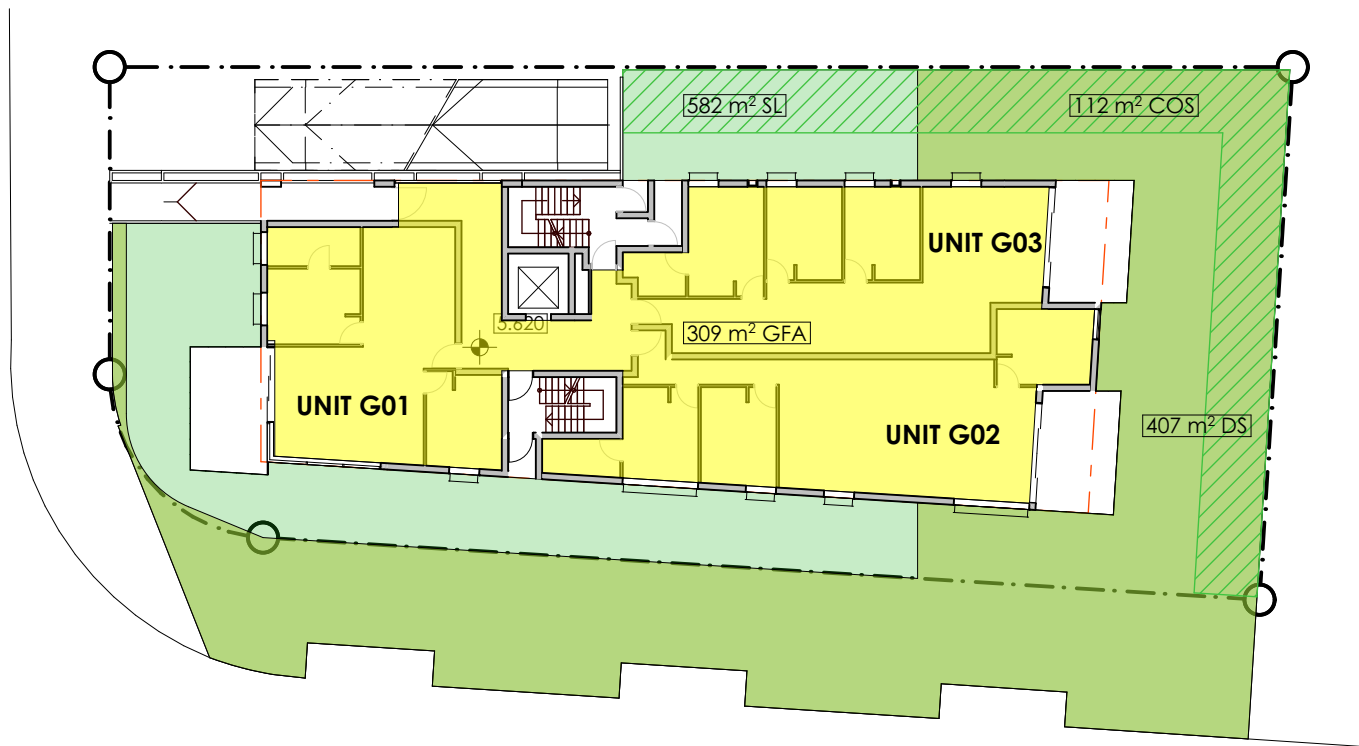 582 m² SL
112 m² COS
UNIT G03
5.620
309 m² GFA
UNIT G01
407 m² DS
UNIT G02